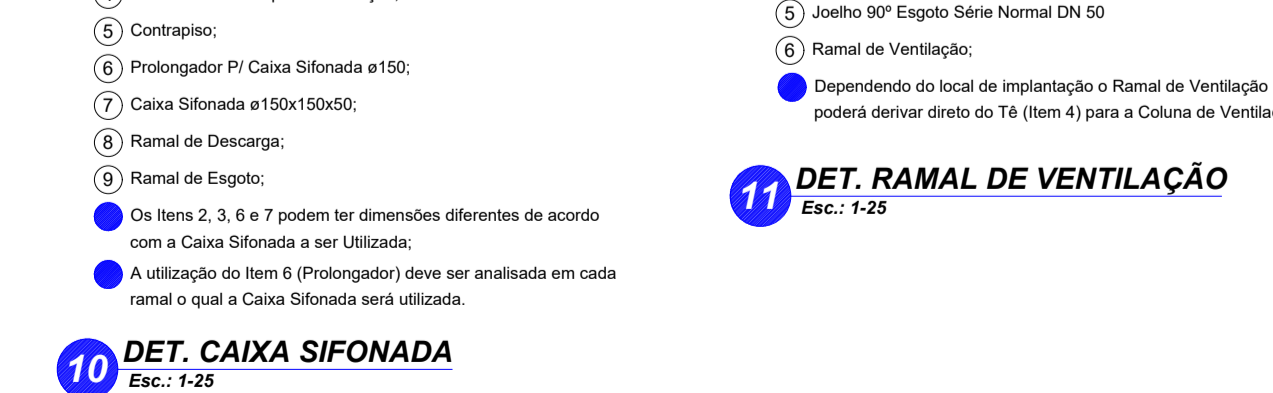 5 Contrapiso;
6 Prolongador P/ Caixa Sifonada ø150;
7 Caixa Sifonada ø150x150x50;
8 Ramal de Descarga;
9 Ramal de Esgoto;
Os Itens 2, 3, 6 e 7 podem ter dimensões diferentes de acordo
com a Caixa Sifonada a ser Utilizada;
A utilização do Item 6 (Prolongador) deve ser analisada em cada
ramal o qual a Caixa Sifonada será utilizada.
10 DET. CAIXA SIFONADA
Esc.: 1-25
5 Joelho 90º Esgoto Série Normal DN 50
6 Ramal de Ventilação;
Dependendo do local de implantação o Ramal de Ventilação
poderá derivar direto do Tê (Item 4) para a Coluna de
11 DET. RAMAL DE VENTILAÇÃO
Esc.: 1-25